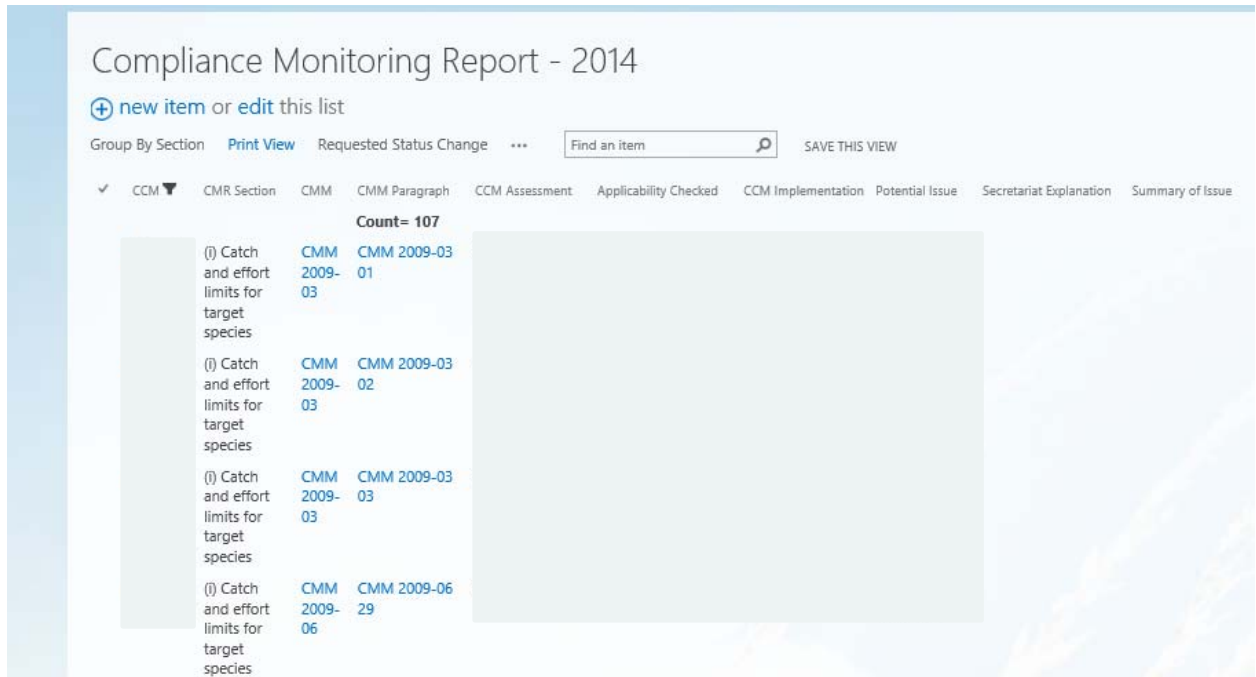 Compliance Monitoring Report - 2014
new item or edit this list
Group By Section Print View Requested Status Change ... Find an item SAVE THIS VIEW
CCM CMR Section CMM CMM Paragraph CCM Assessment Applicability Checked CCM Implementation Potential Issue Secretariat Explanation Summary of Issue
Count= 107
(i) Catch CMM CMM 2009-03
and effort 2009- 01
limits for 03
target
species
(i) Catch CMM CMM 2009-03
and effort 2009- 02
limits for 03
target
species
(i) Catch CMM CMM 2009-03
and effort 2009- 03
limits for 03
target
species
(i) Catch CMM CMM 2009-06
and effort 2009- 29
limits for 06
target
species